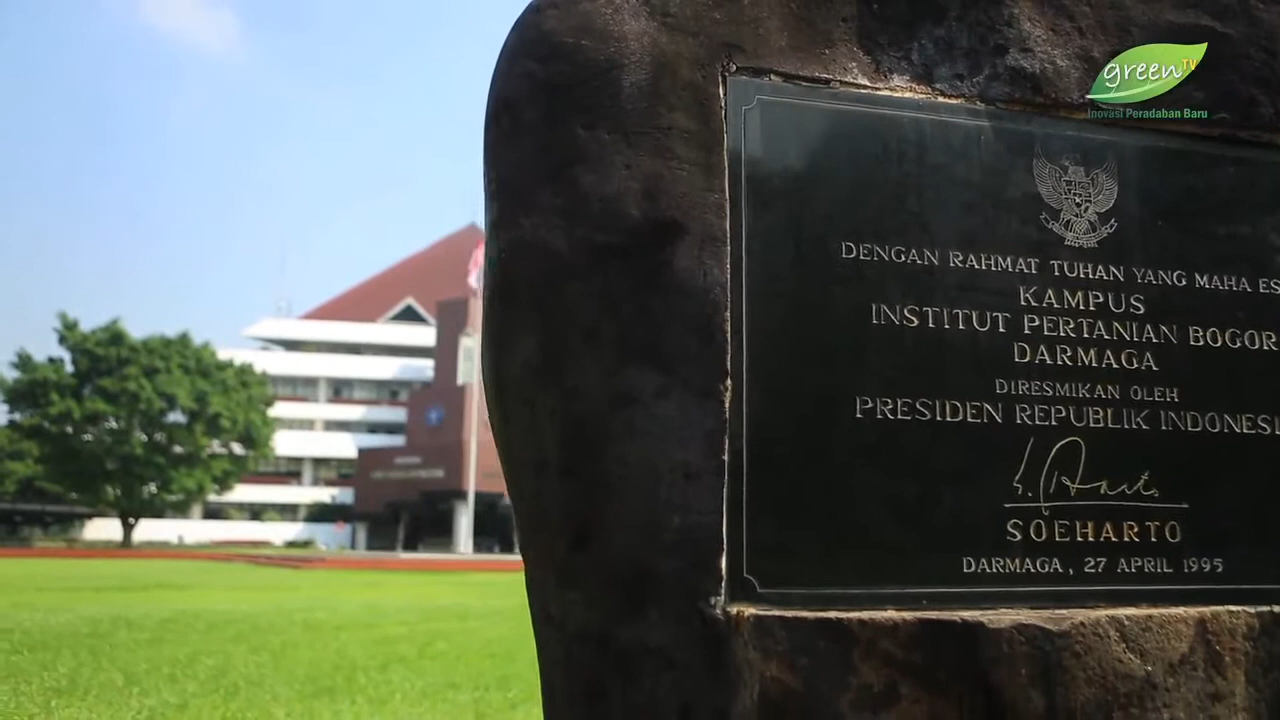 green TV
Inovasi Peradaban Baru
DENGAN RAHMAT TUHAN YANG MAHA ES
KAMPUS
INSTITUT PERTANIAN BOGOR
DARMAGA
DIRESMIKAN OLEH
PRESIDEN REPUBLIK INDONESI
SOEHARTO
DARMAGA, 27 APRIL 1995